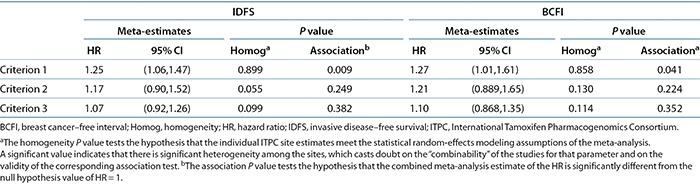 IDFS BCFI
Meta-estimates P value Meta-estimates P value
HR 95% CI Homogᵃ Associationᵇ HR 95% CI Homogᵃ Associationᵃ
Criterion 1 1.25 (1.06,1.47) 0.899 0.009 1.27 (1.01,1.61) 0.858 0.041
Criterion 2 1.17 (0.90,1.52) 0.055 0.249 1.21 (0.889,1.65) 0.130 0.224
Criterion 3 1.07 (0.92,1.26) 0.099 0.382 1.10 (0.868,1.35) 0.114 0.352
BCFI, breast cancer–free interval; Homog, homogeneity; HR, hazard ratio; IDFS, invasive disease–free survival; ITPC, International Tamoxifen Pharmacogenomics Consortium.
ᵃThe homogeneity P value tests the hypothesis that the individual ITPC site estimates meet the statistical random-effects modeling assumptions of the meta-analysis.
A significant value indicates that there is significant heterogeneity among the sites, which casts doubt on the “combinability” of the studies for that parameter and on the
validity of the corresponding association test. ᵇThe association P value tests the hypothesis that the combined meta-analysis estimate of the HR is significantly different from the
null hypothesis value of HR = 1.